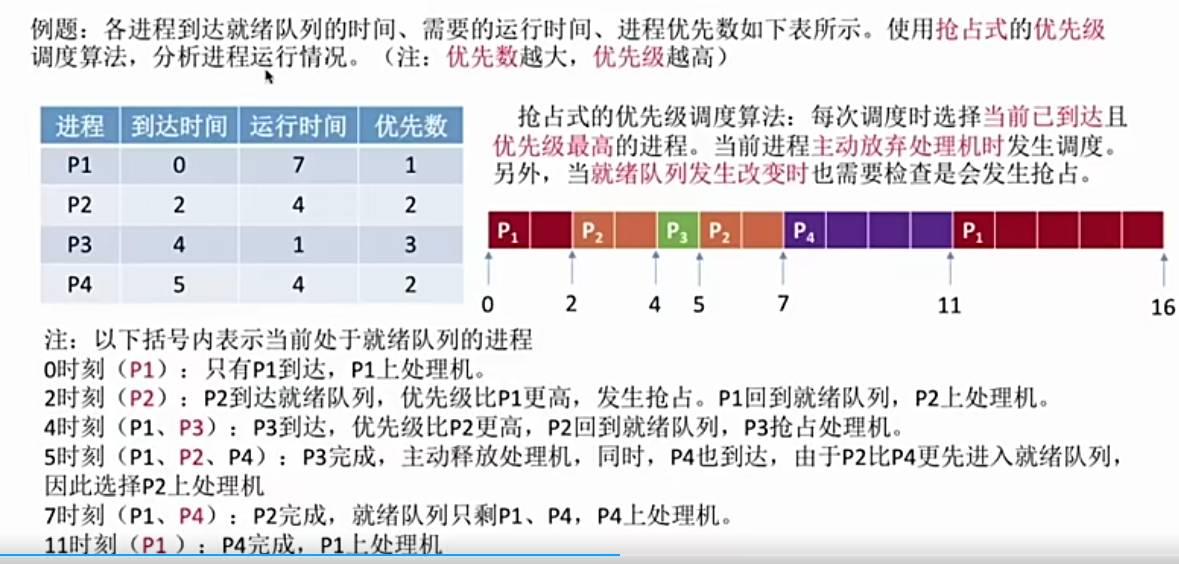 例题：各进程到达就绪队列的时间、需要的运行时间、进程优先数如下表所示。使用抢占式的优先级
调度算法，分析进程运行情况。（注：优先数越大，优先级越高）
进程 到达时间 运行时间 优先数
P1 0 7 1
P2 2 4 2
P3 4 1 3
P4 5 4 2
抢占式的优先级调度算法：每次调度时选择当前已到达且
优先级最高的进程。当前进程主动放弃处理机时发生调度。
另外，当就绪队列发生改变时也需要检查是会发生抢占。
P1 P2 P3 P2 P4 P1
0 2 4 5 7 11 16
注：以下括号内表示当前处于就绪队列的进程
0时刻（P1）：只有P1到达，P1上处理机。
2时刻（P2）：P2到达就绪队列，优先级比P1更高，发生抢占。P1回到就绪队列，P2上处理机。
4时刻（P1、P3）：P3到达，优先级比P2更高，P2回到就绪队列，P3抢占处理机。
5时刻（P1、P2、P4）：P3完成，主动释放处理机，同时，P4也到达，由于P2比P4更先进入就绪队列，
因此选择P2上处理机
7时刻（P1、P4）：P2完成，就绪队列只剩P1、P4，P4上处理机。
11时刻（P1 ）：P4完成，P1上处理机